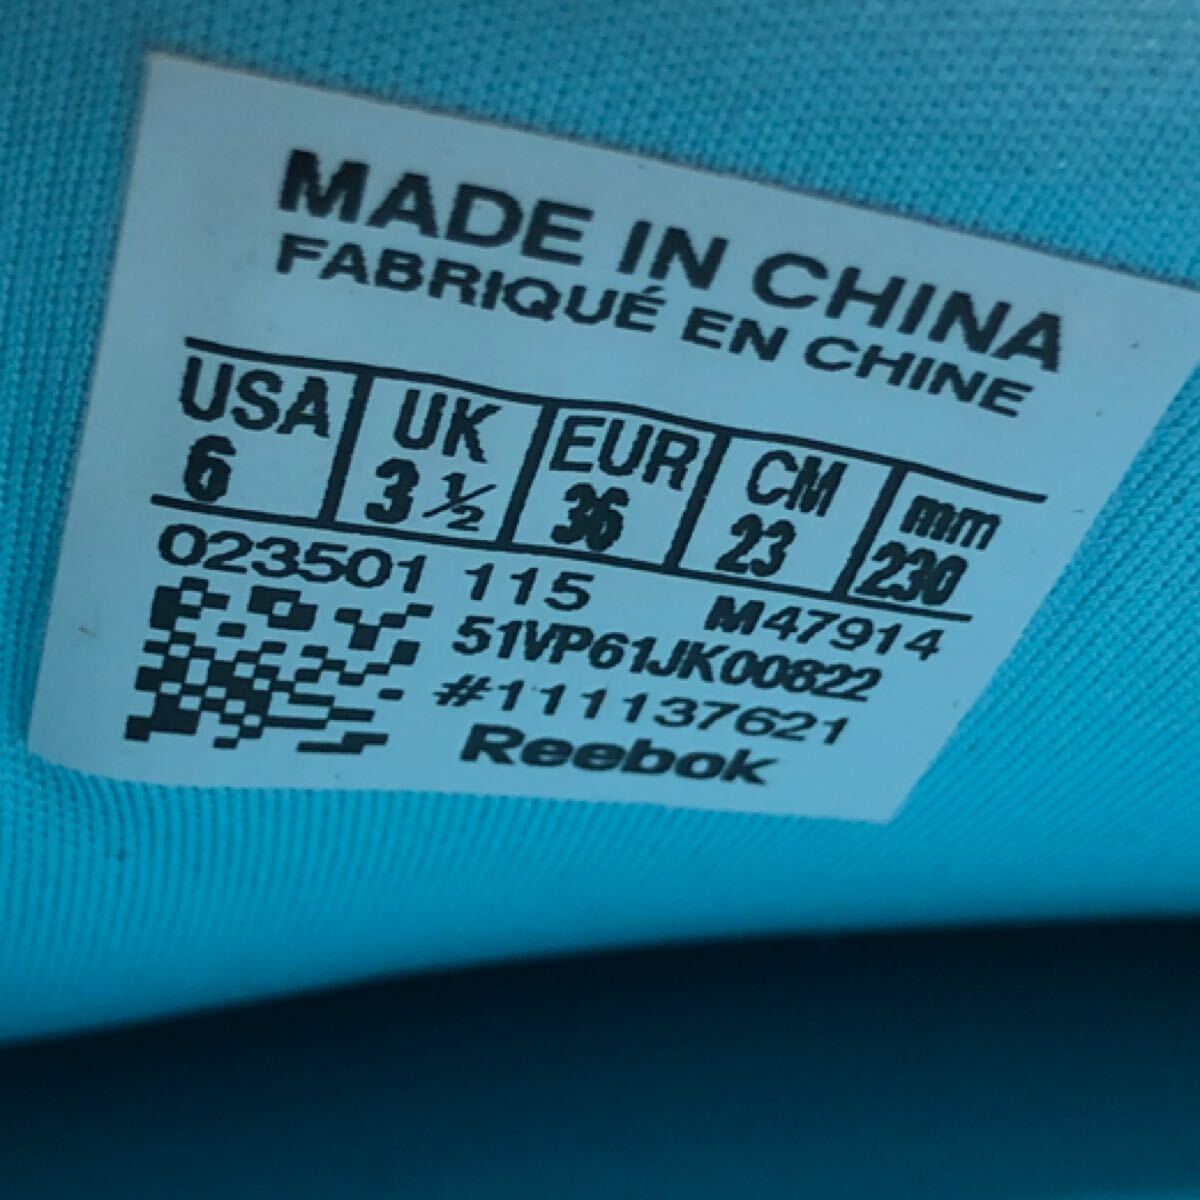 MADE IN CHINA
FABRIQUÉ EN CHINE
USA UK EUR CM mm
6 3 ½ 36 23 230
023501 115 M47914
51VP61JK00822
#111137621
Reebok